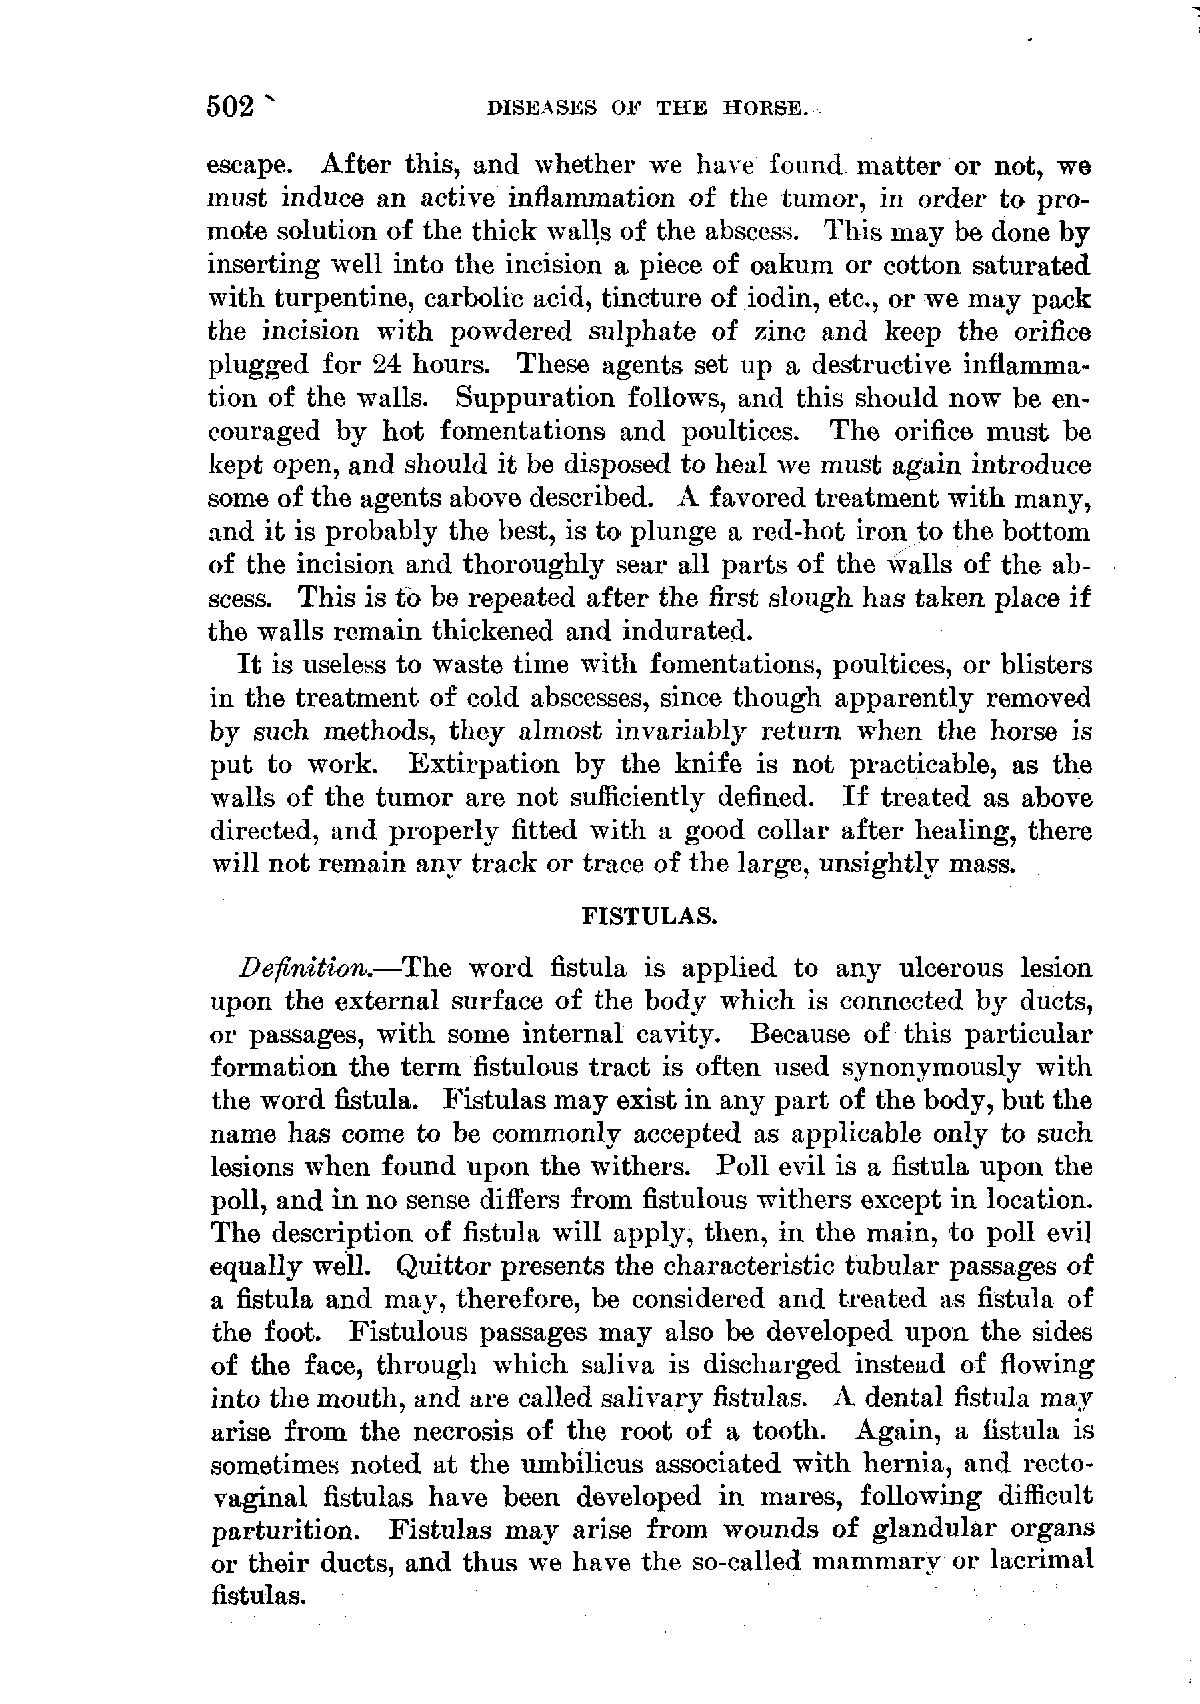 502 DISEASES OF THE HORSE.
escape. After this, and whether we have found matter or not, we
must induce an active inflammation of the tumor, in order to pro-
mote solution of the thick walls of the abscess. This may be done by
inserting well into the incision a piece of oakum or cotton saturated
with turpentine, carbolic acid, tincture of iodin, etc., or we may pack
the incision with powdered sulphate of zinc and keep the orifice
plugged for 24 hours. These agents set up a destructive inflamma-
tion of the walls. Suppuration follows, and this should now be en-
couraged by hot fomentations and poultices. The orifice must be
kept open, and should it be disposed to heal we must again introduce
some of the agents above described. A favored treatment with many,
and it is probably the best, is to plunge a red-hot iron to the bottom
of the incision and thoroughly sear all parts of the walls of the ab-
scess. This is to be repeated after the first slough has taken place if
the walls remain thickened and indurated.
It is useless to waste time with fomentations, poultices, or blisters
in the treatment of cold abscesses, since though apparently removed
by such methods, they almost invariably return when the horse is
put to work. Extirpation by the knife is not practicable, as the
walls of the tumor are not sufficiently defined. If treated as above
directed, and properly fitted with a good collar after healing, there
will not remain any track or trace of the large, unsightly mass.
FISTULAS.
Definition.—The word fistula is applied to any ulcerous lesion
upon the external surface of the body which is connected by ducts,
or passages, with some internal cavity. Because of this particular
formation the term fistulous tract is often used synonymously with
the word fistula. Fistulas may exist in any part of the body, but the
name has come to be commonly accepted as applicable only to such
lesions when found upon the withers. Poll evil is a fistula upon the
poll, and in no sense differs from fistulous withers except in location.
The description of fistula will apply, then, in the main, to poll evil
equally well. Quittor presents the characteristic tubular passages of
a fistula and may, therefore, be considered and treated as fistula of
the foot. Fistulous passages may also be developed upon the sides
of the face, through which saliva is discharged instead of flowing
into the mouth, and are called salivary fistulas. A dental fistula may
arise from the necrosis of the root of a tooth. Again, a fistula is
sometimes noted at the umbilicus associated with hernia, and recto-
vaginal fistulas have been developed in mares, following difficult
parturition. Fistulas may arise from wounds of glandular organs
or their ducts, and thus we have the so-called mammary or lacrimal
fistulas.